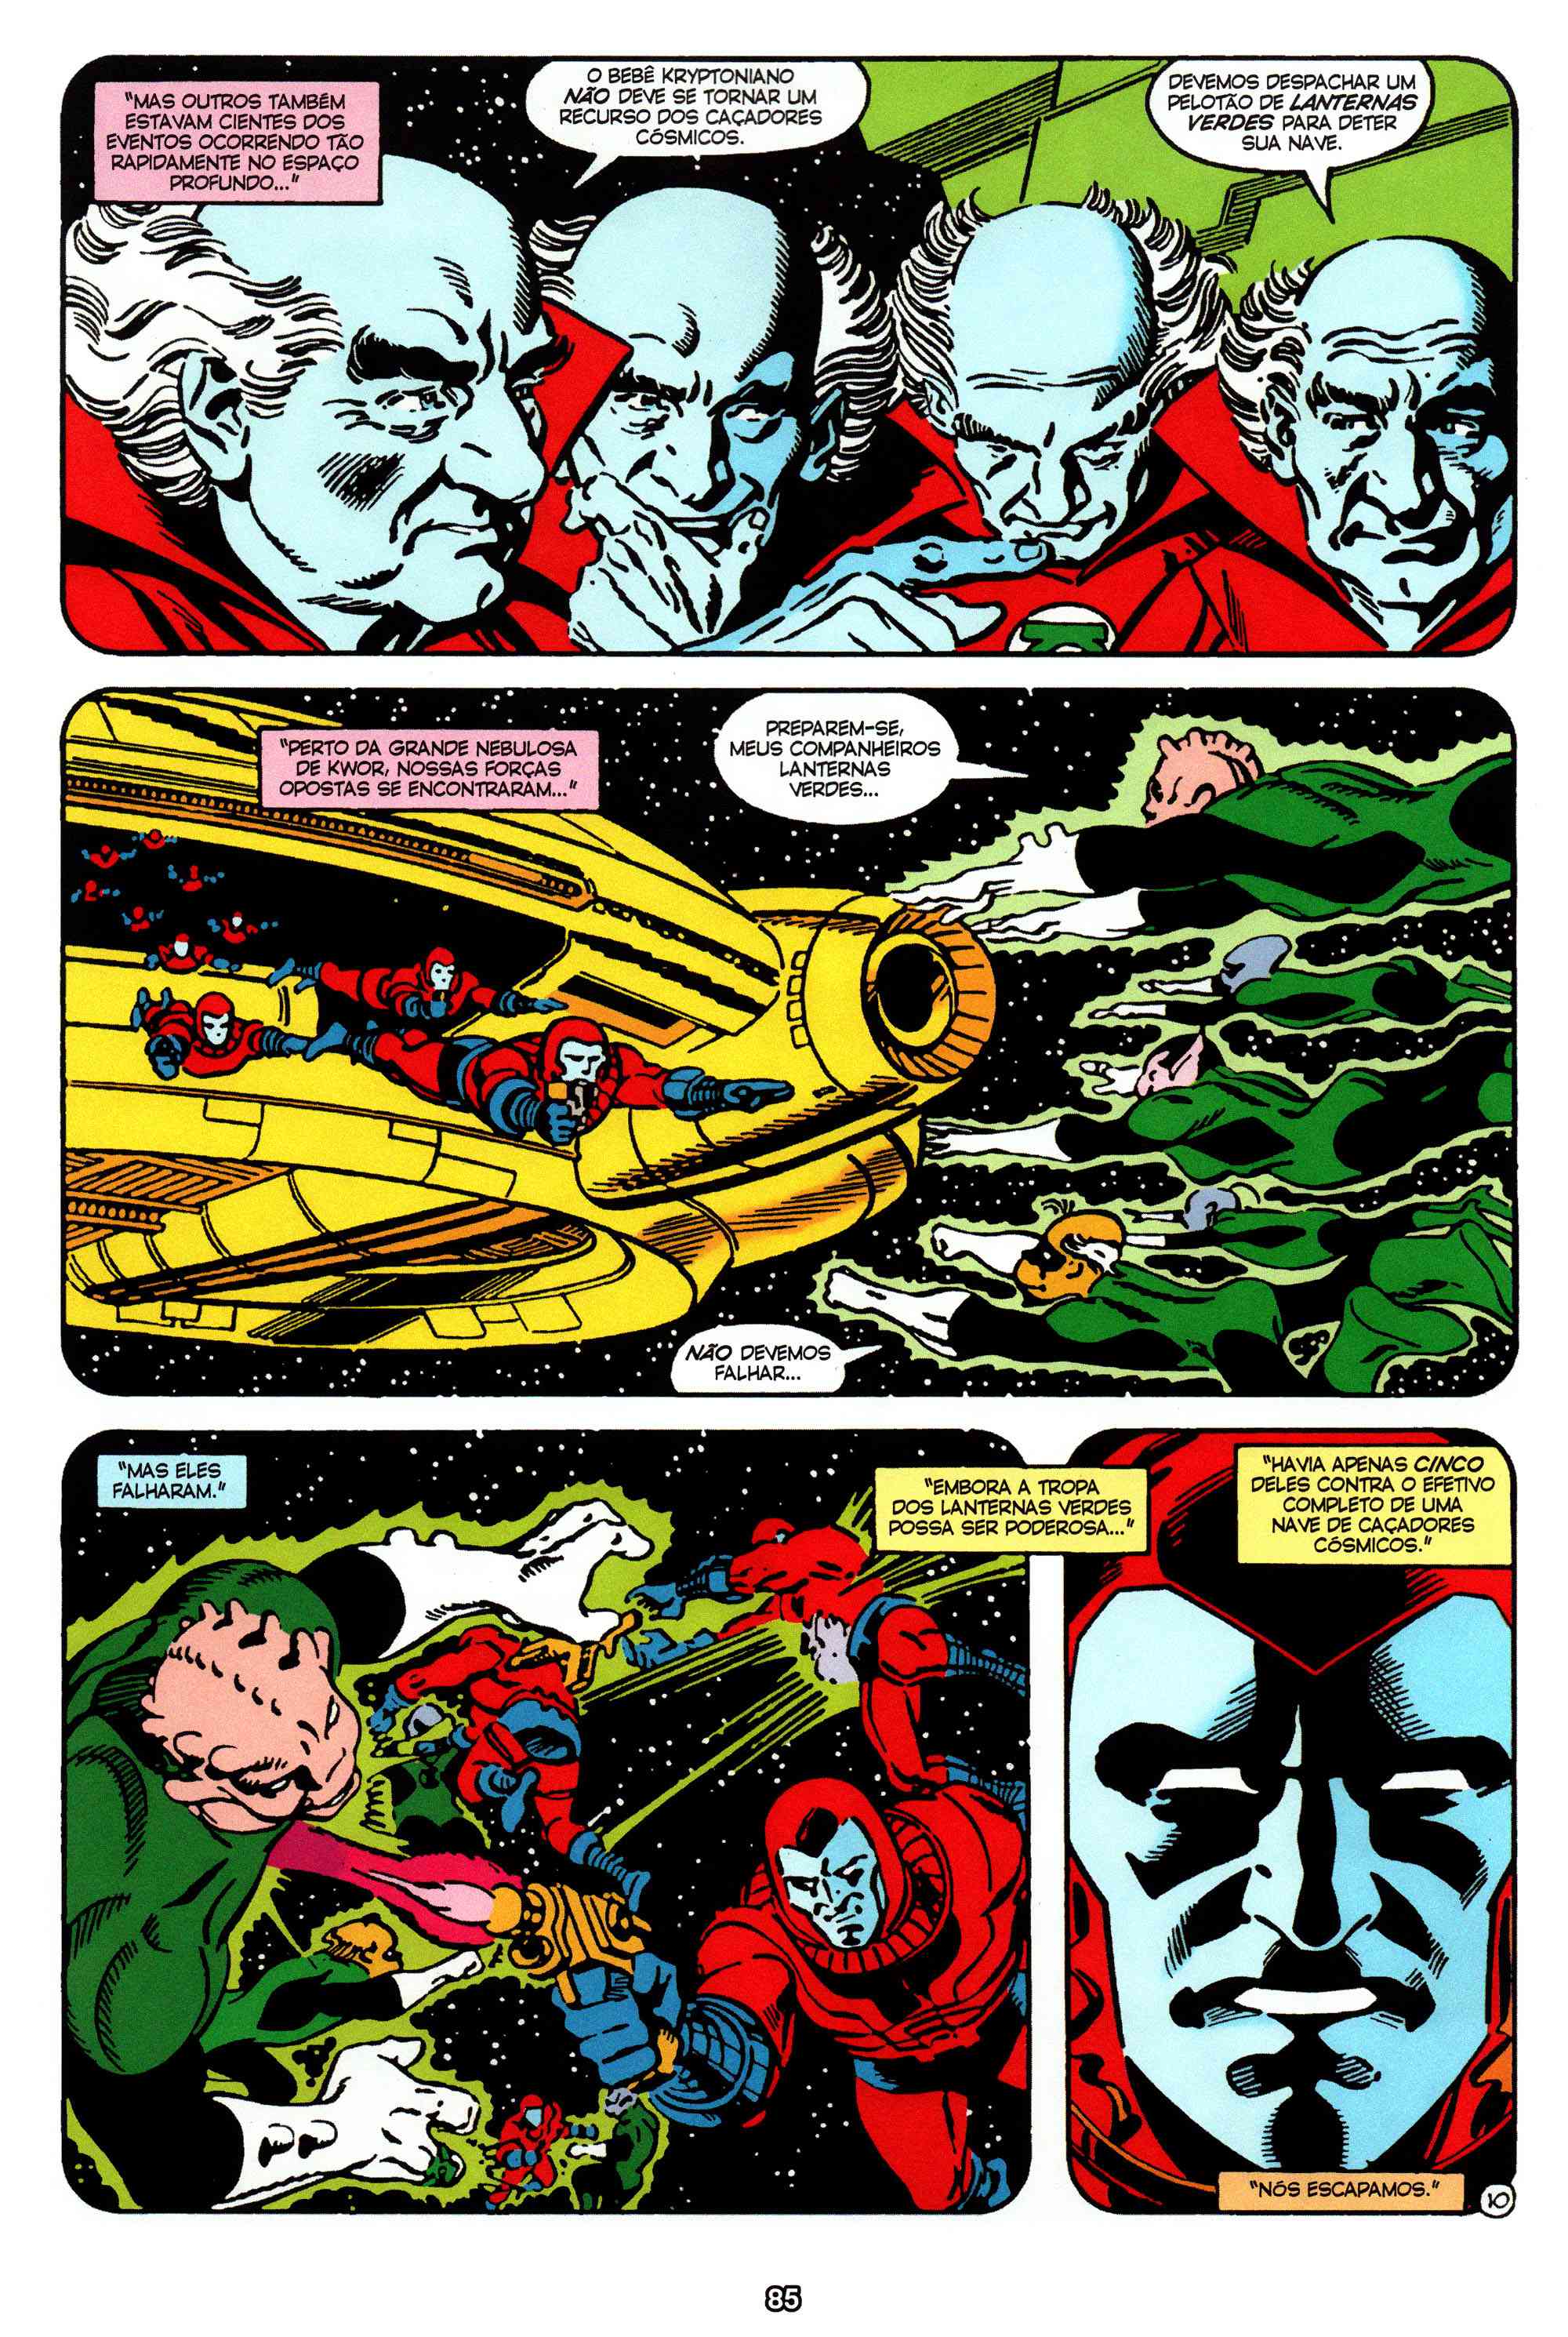 "MAS OUTROS TAMBÉM
ESTAVAM CIENTES DOS
EVENTOS OCORRENDO TÃO
RAPIDAMENTE NO ESPAÇO
PROFUNDO..."
O BEBÊ KRYPTONIANO
NÃO DEVE SE TORNAR UM
RECURSO DOS CAÇADORES
CÓSMICOS.
DEVEMOS DESPACHAR UM
PELOTÃO DE LANTERNAS
VERDES PARA DETER
SUA NAVE.
"PERTO DA GRANDE NEBULOSA
DE KWOR, NOSSAS FORÇAS
OPOSTAS SE ENCONTRARAM..."
PREPAREM-SE,
MEUS COMPANHEIROS
LANTERNAS
VERDES...
NÃO DEVEMOS
FALHAR...
"MAS ELES
FALHARAM."
"EMBORA A TROPA
DOS LANTERNAS VERDES
POSSA SER PODEROSA..."
"HAVIA APENAS CINCO
DELES CONTRA O EFETIVO
COMPLETO DE UMA
NAVE DE CAÇADORES
CÓSMICOS."
"NÓS ESCAPAMOS."
10
85